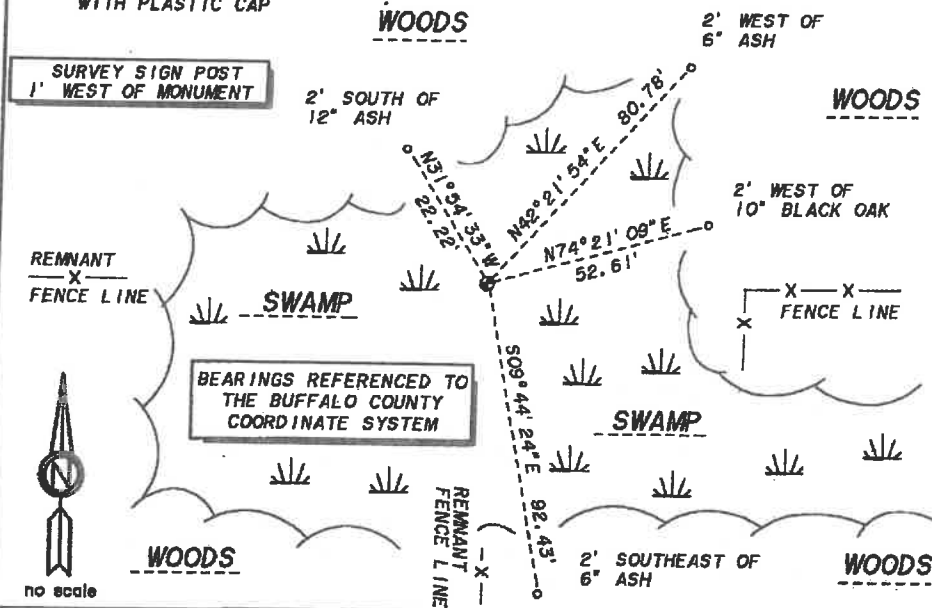 WITH PLASTIC CAP
WOODS
2' WEST OF
6" ASH
SURVEY SIGN POST
1' WEST OF MONUMENT
2' SOUTH OF
12" ASH
WOODS
N31°54'33"W
22.22'
N42°21'54"E 80.78'
2' WEST OF
10" BLACK OAK
N74°21'09"E
52.61'
REMNANT
X
FENCE LINE
SWAMP
X X
FENCE LINE
X
BEARINGS REFERENCED TO
THE BUFFALO COUNTY
COORDINATE SYSTEM
S09°44'24"E 92.43'
SWAMP
N
REMNANT
FENCE LINE
X
WOODS
2' SOUTHEAST OF
6" ASH
WOODS
no scale